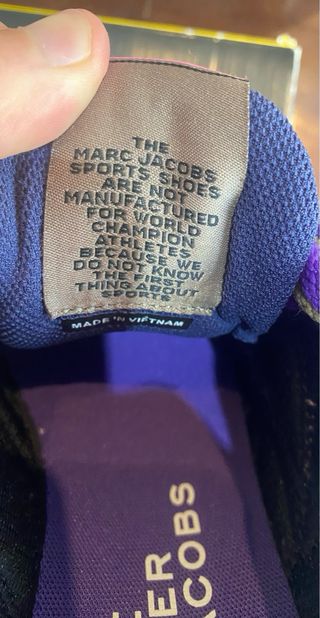 THE
MARC JACOBS
SPORTS SHOES
ARE NOT
MANUFACTURED
FOR WORLD
CHAMPION
ATHLETES
BECAUSE WE
DO NOT KNOW
THE FIRST
THING ABOUT
SPORTS
MADE IN VIETNAM
ER
COBS